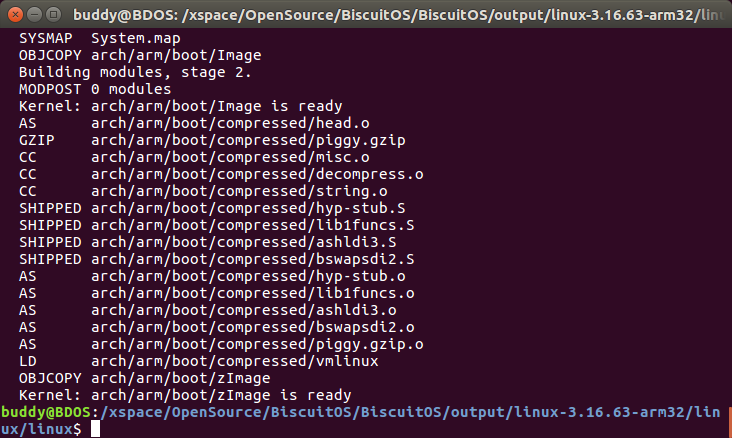 buddy@BDOS: /xspace/OpenSource/BiscuitOS/BiscuitOS/output/linux-3.16.63-arm32/lin
SYSMAP System.map
OBJCOPY arch/arm/boot/Image
Building modules, stage 2.
MODPOST 0 modules
Kernel: arch/arm/boot/Image is ready
AS arch/arm/boot/compressed/head.o
GZIP arch/arm/boot/compressed/piggy.gzip
CC arch/arm/boot/compressed/misc.o
CC arch/arm/boot/compressed/decompress.o
CC arch/arm/boot/compressed/string.o
SHIPPED arch/arm/boot/compressed/hyp-stub.S
SHIPPED arch/arm/boot/compressed/lib1funcs.S
SHIPPED arch/arm/boot/compressed/ashldi3.S
SHIPPED arch/arm/boot/compressed/bswapsdi2.S
AS arch/arm/boot/compressed/hyp-stub.o
AS arch/arm/boot/compressed/lib1funcs.o
AS arch/arm/boot/compressed/ashldi3.o
AS arch/arm/boot/compressed/bswapsdi2.o
AS arch/arm/boot/compressed/piggy.gzip.o
LD arch/arm/boot/compressed/vmlinux
OBJCOPY arch/arm/boot/zImage
Kernel: arch/arm/boot/zImage is ready
buddy@BDOS:/xspace/OpenSource/BiscuitOS/BiscuitOS/output/linux-3.16.63-arm32/lin
ux/linux$